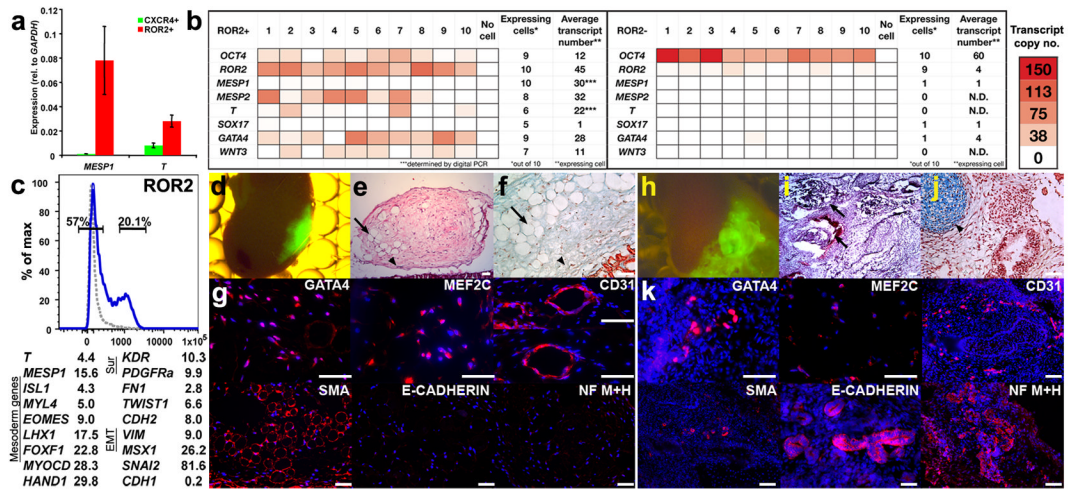 a
CXCR4+
ROR2+
Expression (rel. to GAPDH)
0.12
0.10
0.08
0.06
0.04
0.02
0
MESP1 T
b
ROR2+ 1 2 3 4 5 6 7 8 9 10 No cell Expressing cells* Average transcript number**
OCT4 9 12
ROR2 10 45
MESP1 10 30***
MESP2 8 32
T 6 22***
SOX17 5 1
GATA4 9 28
WNT3 7 11
***determined by digital PCR *out of 10 **expressing cell
ROR2- 1 2 3 4 5 6 7 8 9 10 No cell Expressing cells* Average transcript number**
OCT4 10 60
ROR2 9 4
MESP1 1 1
MESP2 0 N.D.
T 0 N.D.
SOX17 1 1
GATA4 1 4
WNT3 0 N.D.
*out of 10 **expressing cell
Transcript
copy no.
150
113
75
38
0
c
ROR2
% of max
100
80
60
40
20
0
57% 20.1%
0 1000 10000 1x10^5
Mesoderm genes
T 4.4
MESP1 15.6
ISL1 4.3
MYL4 5.0
EOMES 9.0
LHX1 17.5
FOXF1 22.8
MYOCD 28.3
HAND1 29.8
Sur
KDR 10.3
PDGFRa 9.9
EMT
FN1 2.8
TWIST1 6.6
CDH2 8.0
VIM 9.0
MSX1 26.2
SNAI2 81.6
CDH1 0.2
d e f h i j
g
GATA4 MEF2C CD31
SMA E-CADHERIN NF M+H
k
GATA4 MEF2C CD31
SMA E-CADHERIN NF M+H